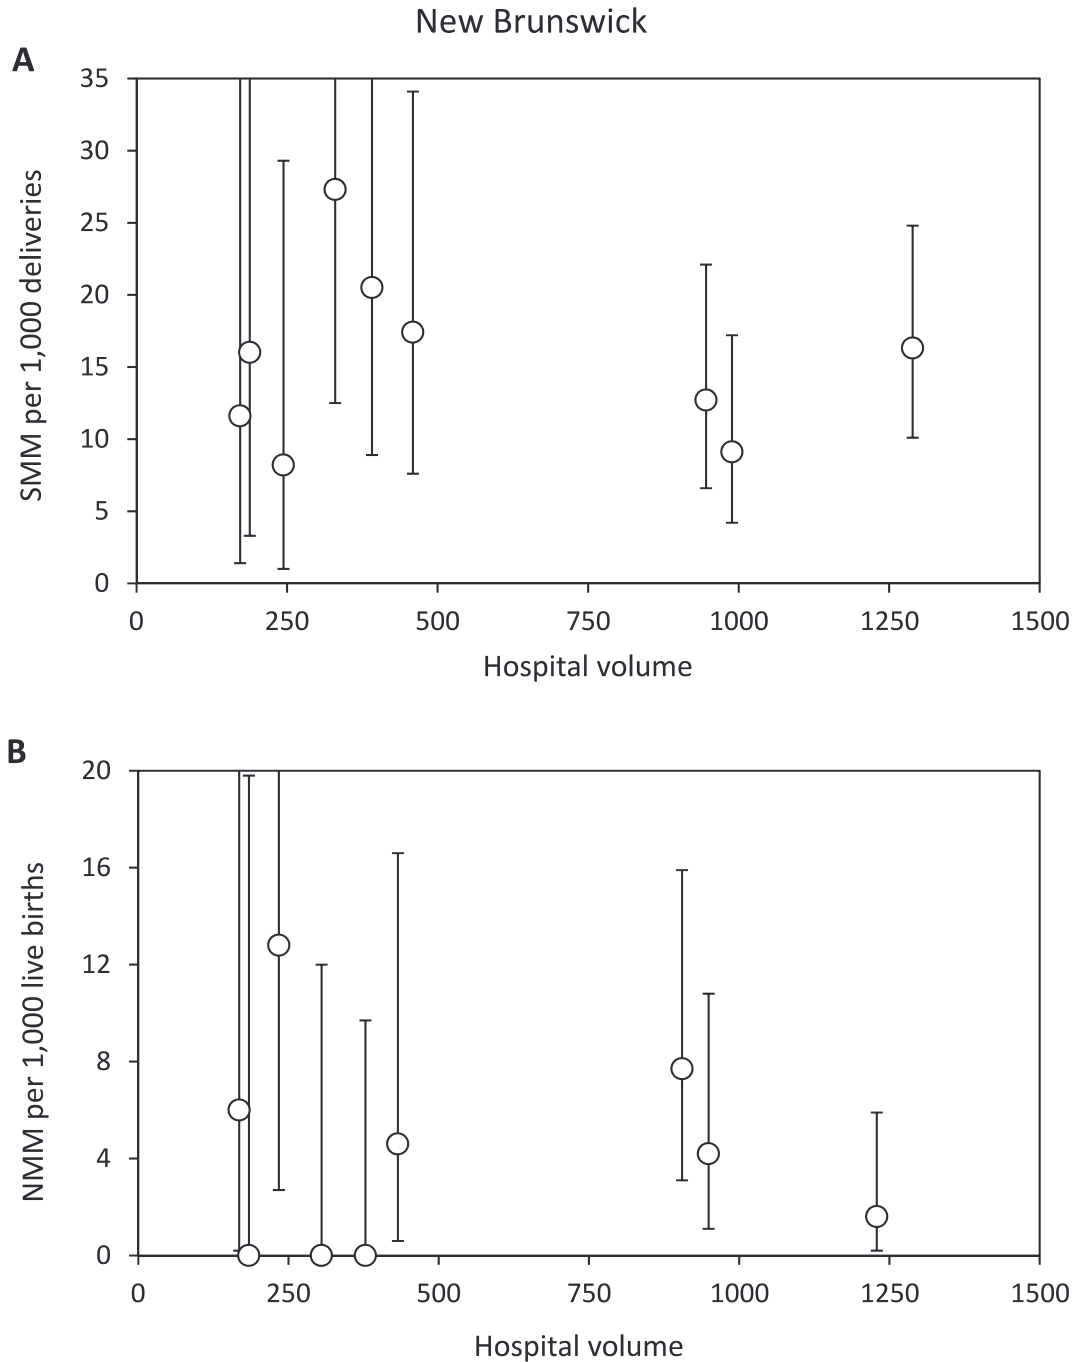 New Brunswick
A
35
30
25
20
15
10
5
0
SMM per 1,000 deliveries
0 250 500 750 1000 1250 1500
Hospital volume
B
20
16
12
8
4
0
NMM per 1,000 live births
0 250 500 750 1000 1250 1500
Hospital volume